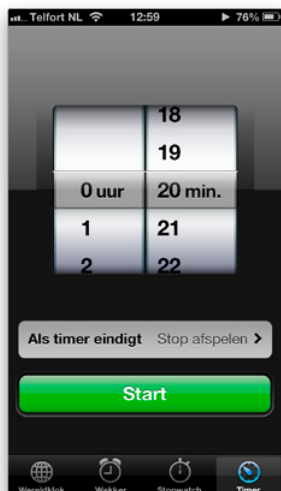 Telfort NL 12:59 76%
18
19
0 uur 20 min.
1 21
2 22
Als timer eindigt Stop afspelen
Start
Wereldklok Wekker Stopwatch Timer